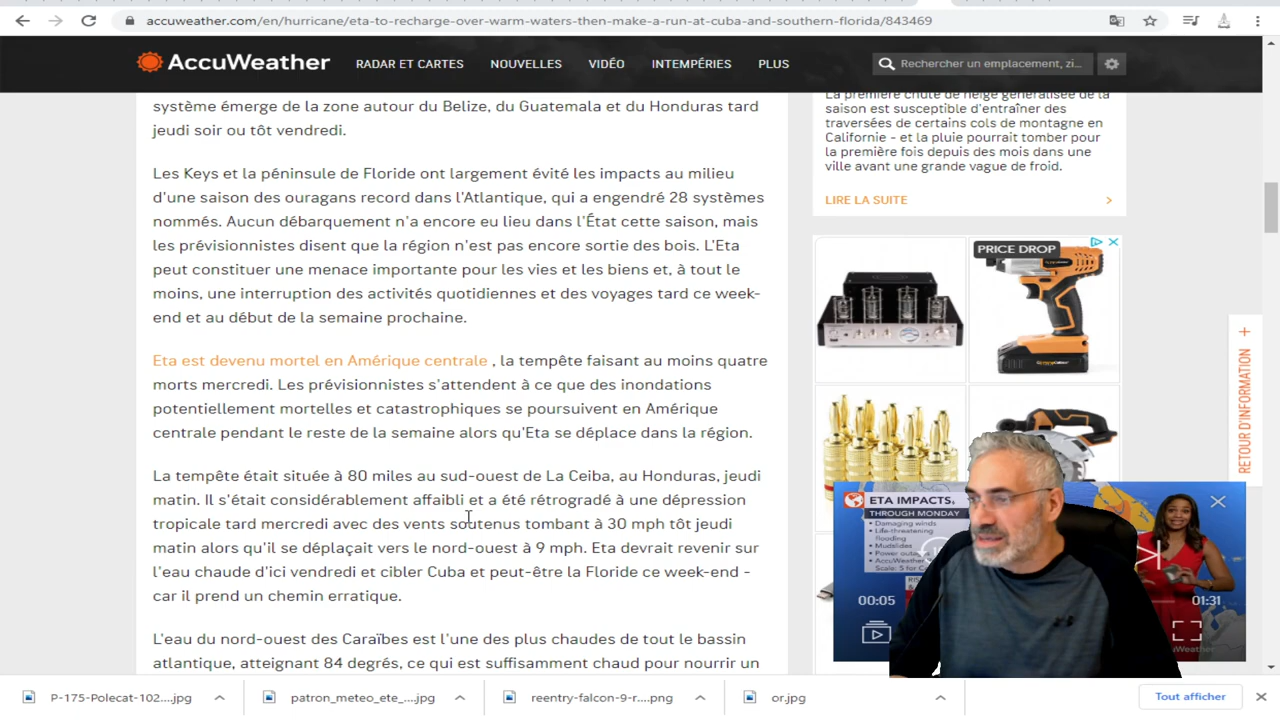 accuweather.com/en/hurricane/eta-to-recharge-over-warm-waters-then-make-a-run-at-cuba-and-southern-florida/843469
AccuWeather
RADAR ET CARTES
NOUVELLES
VIDÉO
INTEMPÉRIES
PLUS
Rechercher un emplacement, zi...
système émerge de la zone autour du Belize, du Guatemala et du Honduras tard
jeudi soir ou tôt vendredi.
Les Keys et la péninsule de Floride ont largement évité les impacts au milieu
d'une saison des ouragans record dans l'Atlantique, qui a engendré 28 systèmes
nommés. Aucun débarquement n'a encore eu lieu dans l'État cette saison, mais
les prévisionnistes disent que la région n'est pas encore sortie des bois. L'Eta
peut constituer une menace importante pour les vies et les biens et, à tout le
moins, une interruption des activités quotidiennes et des voyages tard ce week-
end et au début de la semaine prochaine.
Eta est devenu mortel en Amérique centrale , la tempête faisant au moins quatre
morts mercredi. Les prévisionnistes s'attendent à ce que des inondations
potentiellement mortelles et catastrophiques se poursuivent en Amérique
centrale pendant le reste de la semaine alors qu'Eta se déplace dans la région.
La tempête était située à 80 miles au sud-ouest de La Ceiba, au Honduras, jeudi
matin. Il s'était considérablement affaibli et a été rétrogradé à une dépression
tropicale tard mercredi avec des vents soutenus tombant à 30 mph tôt jeudi
matin alors qu'il se déplaçait vers le nord-ouest à 9 mph. Eta devrait revenir sur
l'eau chaude d'ici vendredi et cibler Cuba et peut-être la Floride ce week-end -
car il prend un chemin erratique.
L'eau du nord-ouest des Caraïbes est l'une des plus chaudes de tout le bassin
atlantique, atteignant 84 degrés, ce qui est suffisamment chaud pour nourrir un
La première chute de neige généralisée de la
saison est susceptible d'entraîner des
traversées de certains cols de montagne en
Californie - et la pluie pourrait tomber pour
la première fois depuis des mois dans une
ville avant une grande vague de froid.
LIRE LA SUITE
PRICE DROP
RETOUR D'INFORMATION +
ETA IMPACTS,
THROUGH MONDAY
• Damaging winds
• Life-threatening
flooding
• Mudslides
• Power
• AccuWeather
Scale: 5 for
00:05
01:31
Weather
P-175-Polecat-102....jpg
patron_meteo_ete_....jpg
reentry-falcon-9-r....png
or.jpg
Tout afficher